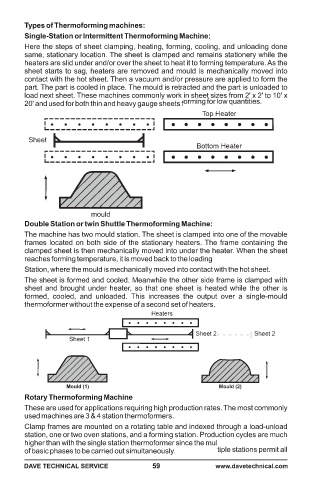 Types of Thermoforming machines:
Single-Station or Intermittent Thermoforming Machine:
Here the steps of sheet clamping, heating, forming, cooling, and unloading done
same, stationary location. The sheet is clamped and remains stationery while the
heaters are slid under and/or over the sheet to heat it to forming temperature. As the
sheet starts to sag, heaters are removed and mould is mechanically moved into
contact with the hot sheet. Then a vacuum and/or pressure are applied to form the
part. The part is cooled in place. The mould is retracted and the part is unloaded to
load next sheet. These machines commonly work in sheet sizes from 2' x 2' to 10' x
20' and used for both thin and heavy gauge sheets forming for low quantities.
Top Heater
Sheet
Bottom Heater
mould
Double Station or twin Shuttle Thermoforming Machine:
The machine has two mould station. The sheet is clamped into one of the movable
frames located on both side of the stationary heaters. The frame containing the
clamped sheet is then mechanically moved into under the heater. When the sheet
reaches forming temperature, it is moved back to the loading
Station, where the mould is mechanically moved into contact with the hot sheet.
The sheet is formed and cooled. Meanwhile the other side frame is clamped with
sheet and brought under heater, so that one sheet is heated while the other is
formed, cooled, and unloaded. This increases the output over a single-mould
thermoformer without the expense of a second set of heaters.
Heaters
Sheet 2
Sheet 2
Sheet 1
Mould (1)
Mould (2)
Rotary Thermoforming Machine
These are used for applications requiring high production rates. The most commonly
used machines are 3 & 4 station thermoformers.
Clamp frames are mounted on a rotating table and indexed through a load-unload
station, one or two oven stations, and a forming station. Production cycles are much
higher than with the single station thermoformer since the mul
of basic phases to be carried out simultaneously. tiple stations permit all
DAVE TECHNICAL SERVICE 59 www.davetechnical.com